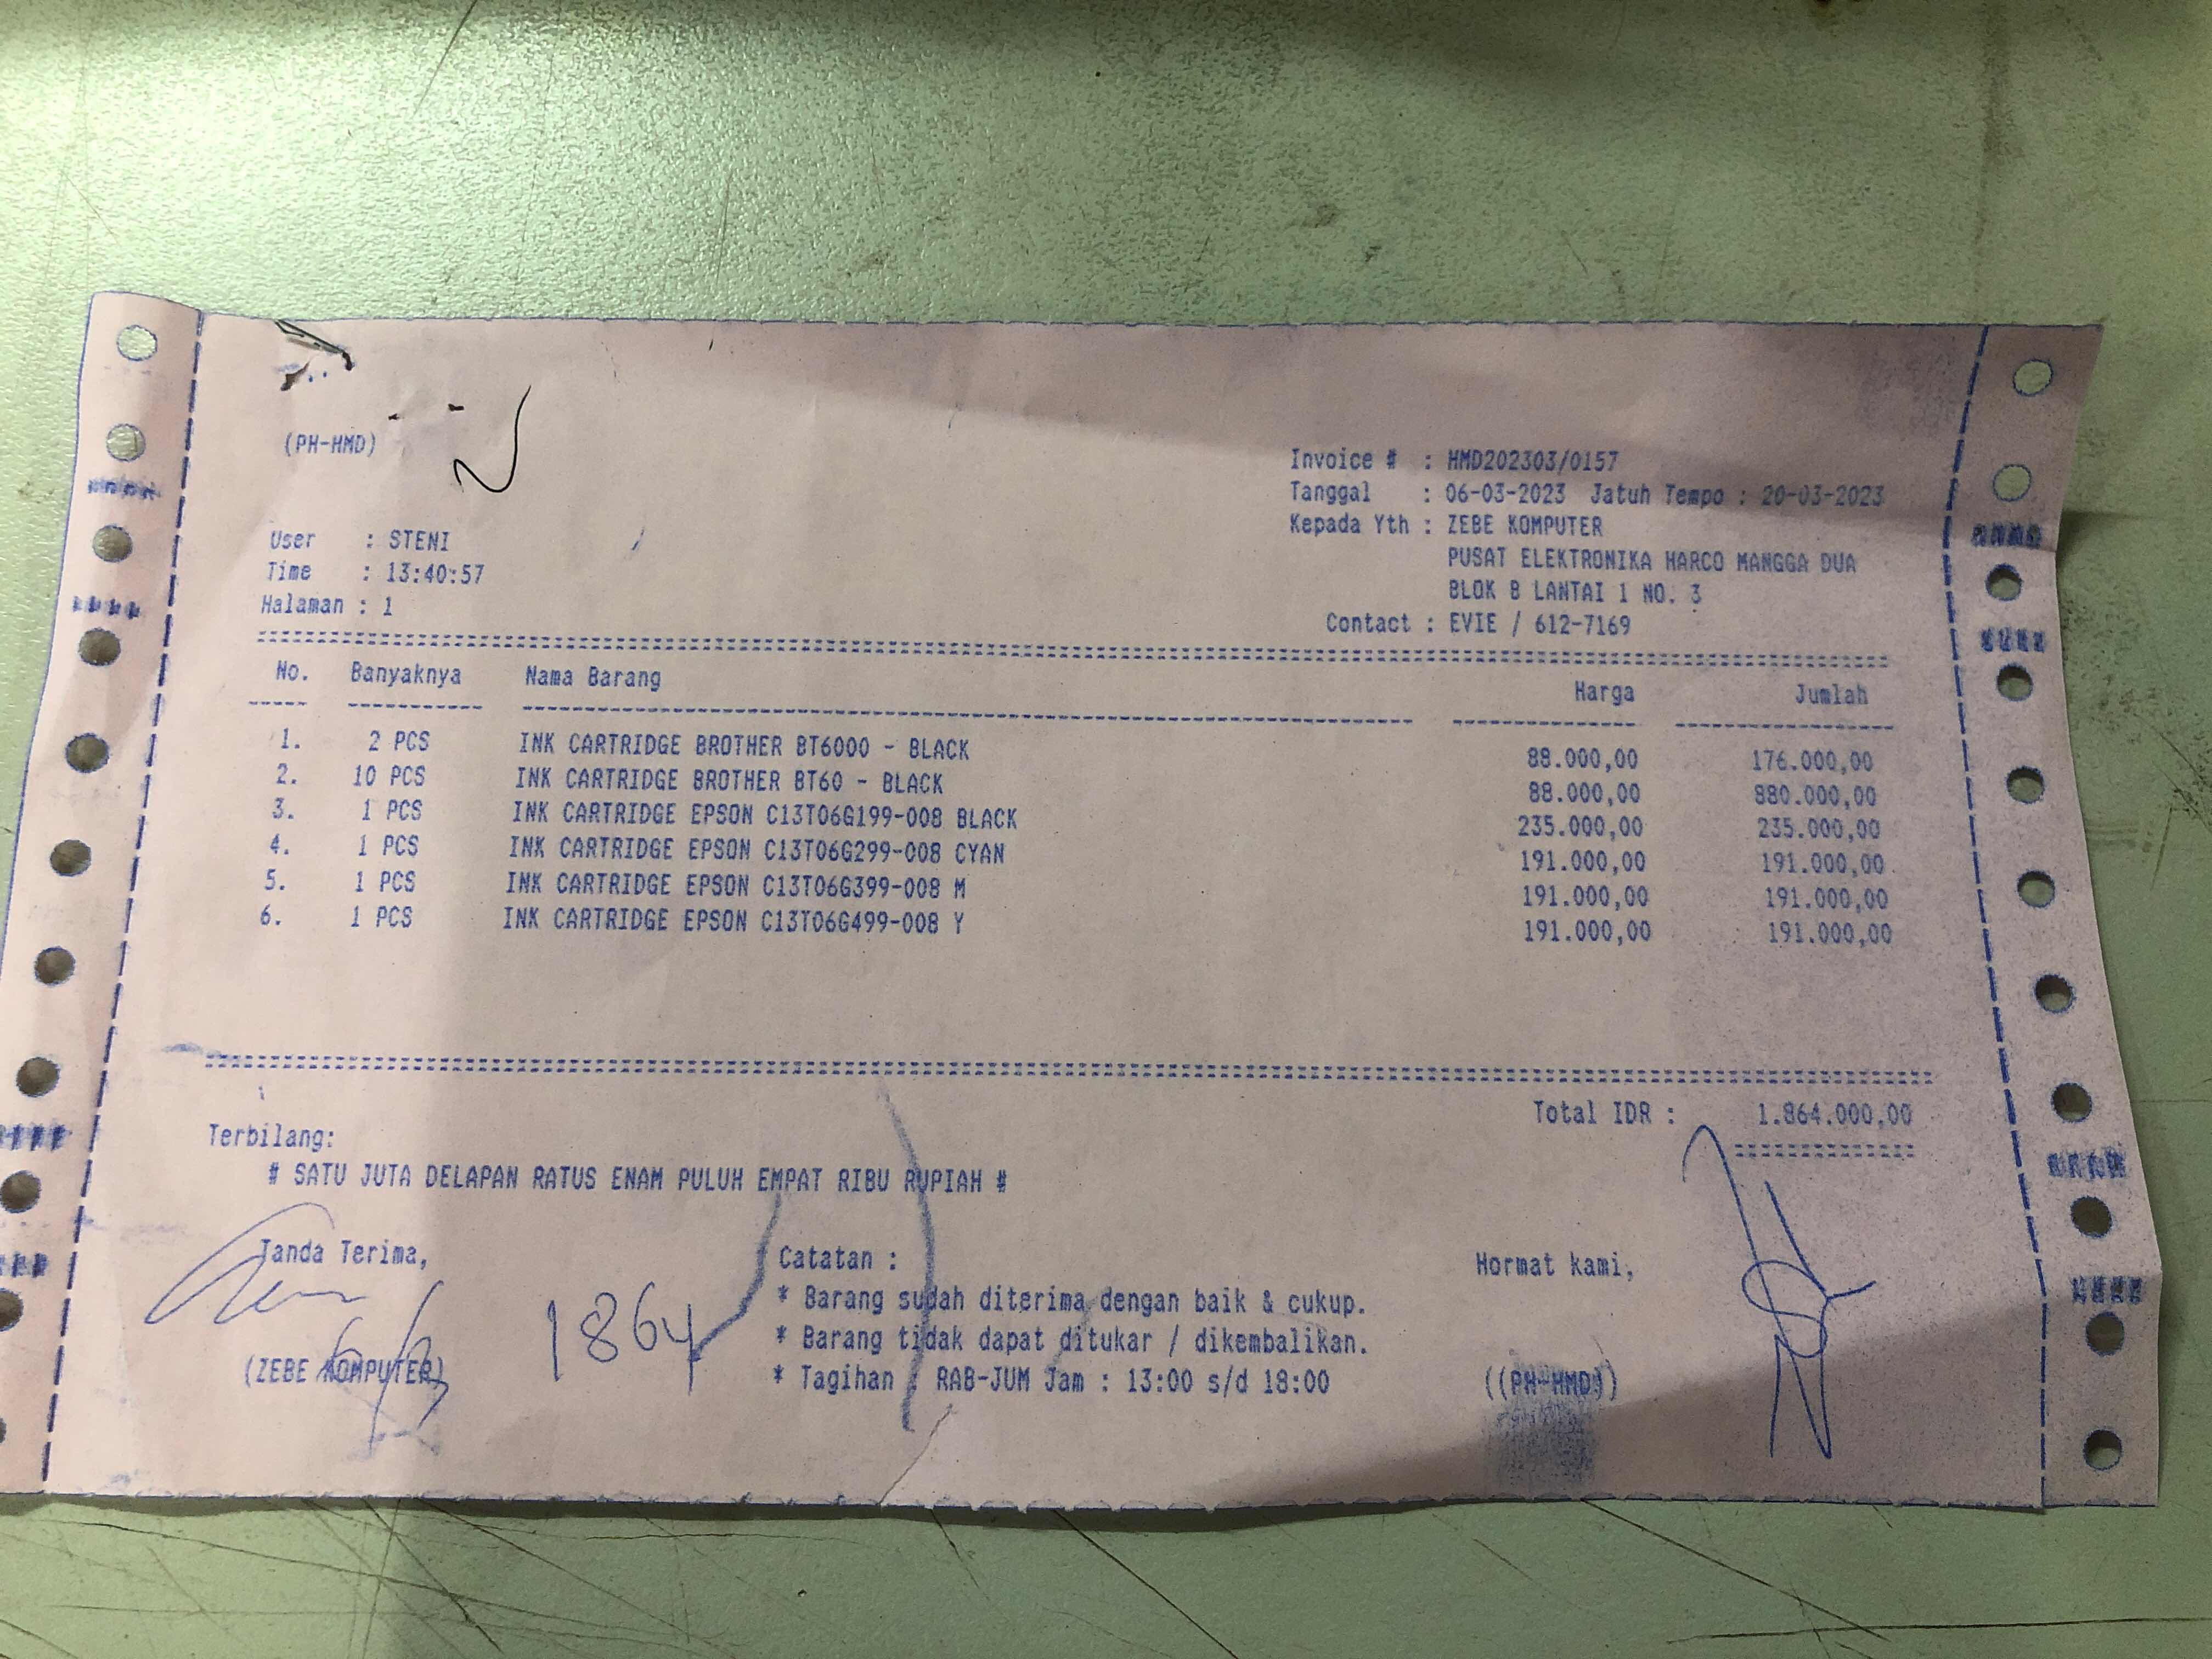 (PH-HMD)
Invoice # : HMD202303/0157
Tanggal : 06-03-2023 Jatuh Tempo : 20-03-2023
Kepada Yth : ZEBE KOMPUTER
PUSAT ELEKTRONIKA HARCO MANGGA DUA
BLOK B LANTAI 1 NO. 3
Contact : EVIE / 612-7169
User : STENI
Time : 13:40:57
Halaman : 1
No. Banyaknya Nama Barang Harga Jumlah
1. 2 PCS INK CARTRIDGE BROTHER BT6000 - BLACK 88.000,00 176.000,00
2. 10 PCS INK CARTRIDGE BROTHER BT60 - BLACK 88.000,00 880.000,00
3. 1 PCS INK CARTRIDGE EPSON C13T06G199-008 BLACK 235.000,00 235.000,00
4. 1 PCS INK CARTRIDGE EPSON C13T06G299-008 CYAN 191.000,00 191.000,00
5. 1 PCS INK CARTRIDGE EPSON C13T06G399-008 M 191.000,00 191.000,00
6. 1 PCS INK CARTRIDGE EPSON C13T06G499-008 Y 191.000,00 191.000,00
Total IDR : 1.864.000,00
Terbilang:
# SATU JUTA DELAPAN RATUS ENAM PULUH EMPAT RIBU RUPIAH #
Tanda Terima,
(ZEBE KOMPUTER)
6/3
1864
Catatan :
* Barang sudah diterima dengan baik & cukup.
* Barang tidak dapat ditukar / dikembalikan.
* Tagihan : RAB-JUM Jam : 13:00 s/d 18:00
Hormat kami,
((PH-HMD))